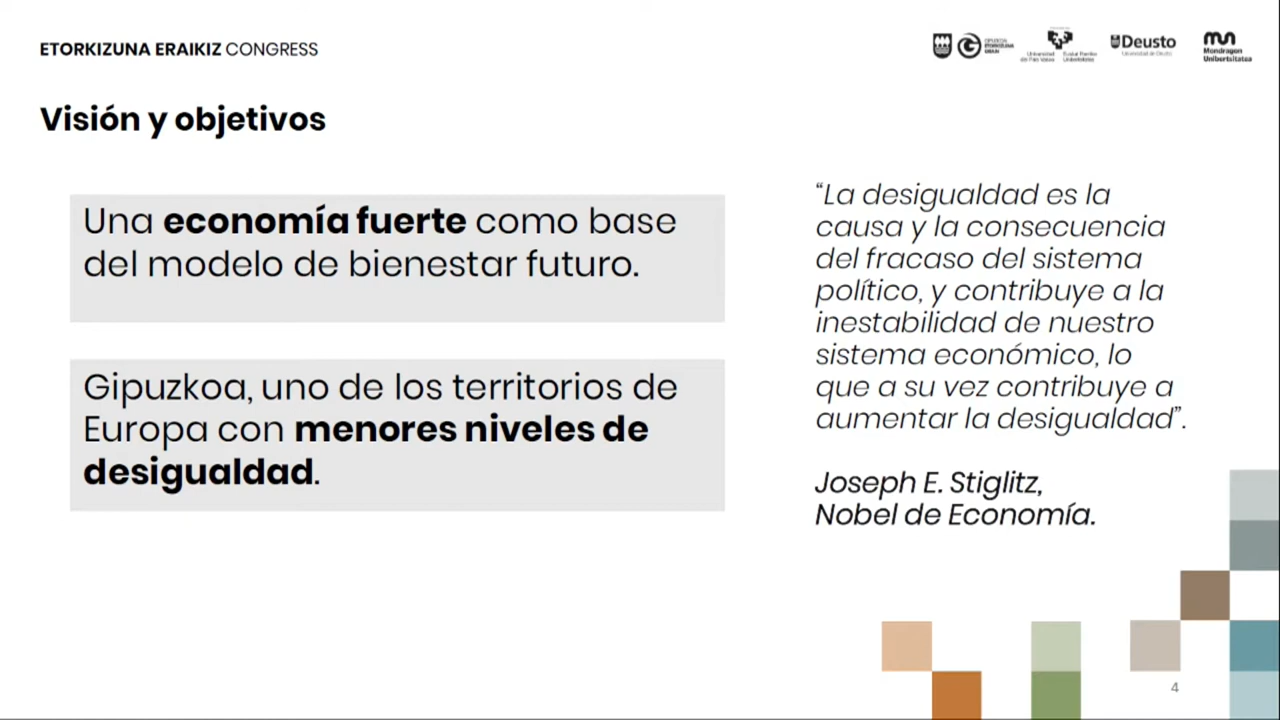 ETORKIZUNA ERAIKIZ CONGRESS
Deusto
Mondragon
Unibertsitatea
Visión y objetivos
Una economía fuerte como base
del modelo de bienestar futuro.
Gipuzkoa, uno de los territorios de
Europa con menores niveles de
desigualdad.
“La desigualdad es la
causa y la consecuencia
del fracaso del sistema
político, y contribuye a la
inestabilidad de nuestro
sistema económico, lo
que a su vez contribuye a
aumentar la desigualdad”.
Joseph E. Stiglitz,
Nobel de Economía.
4